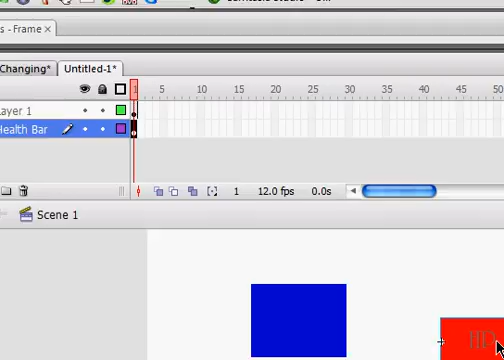 s - Frame ×
Changing* Untitled-1* ×
1 5 10 15 20 25 30 35 40 45 50
ayer 1
Health Bar
1 12.0 fps 0.0s
Scene 1